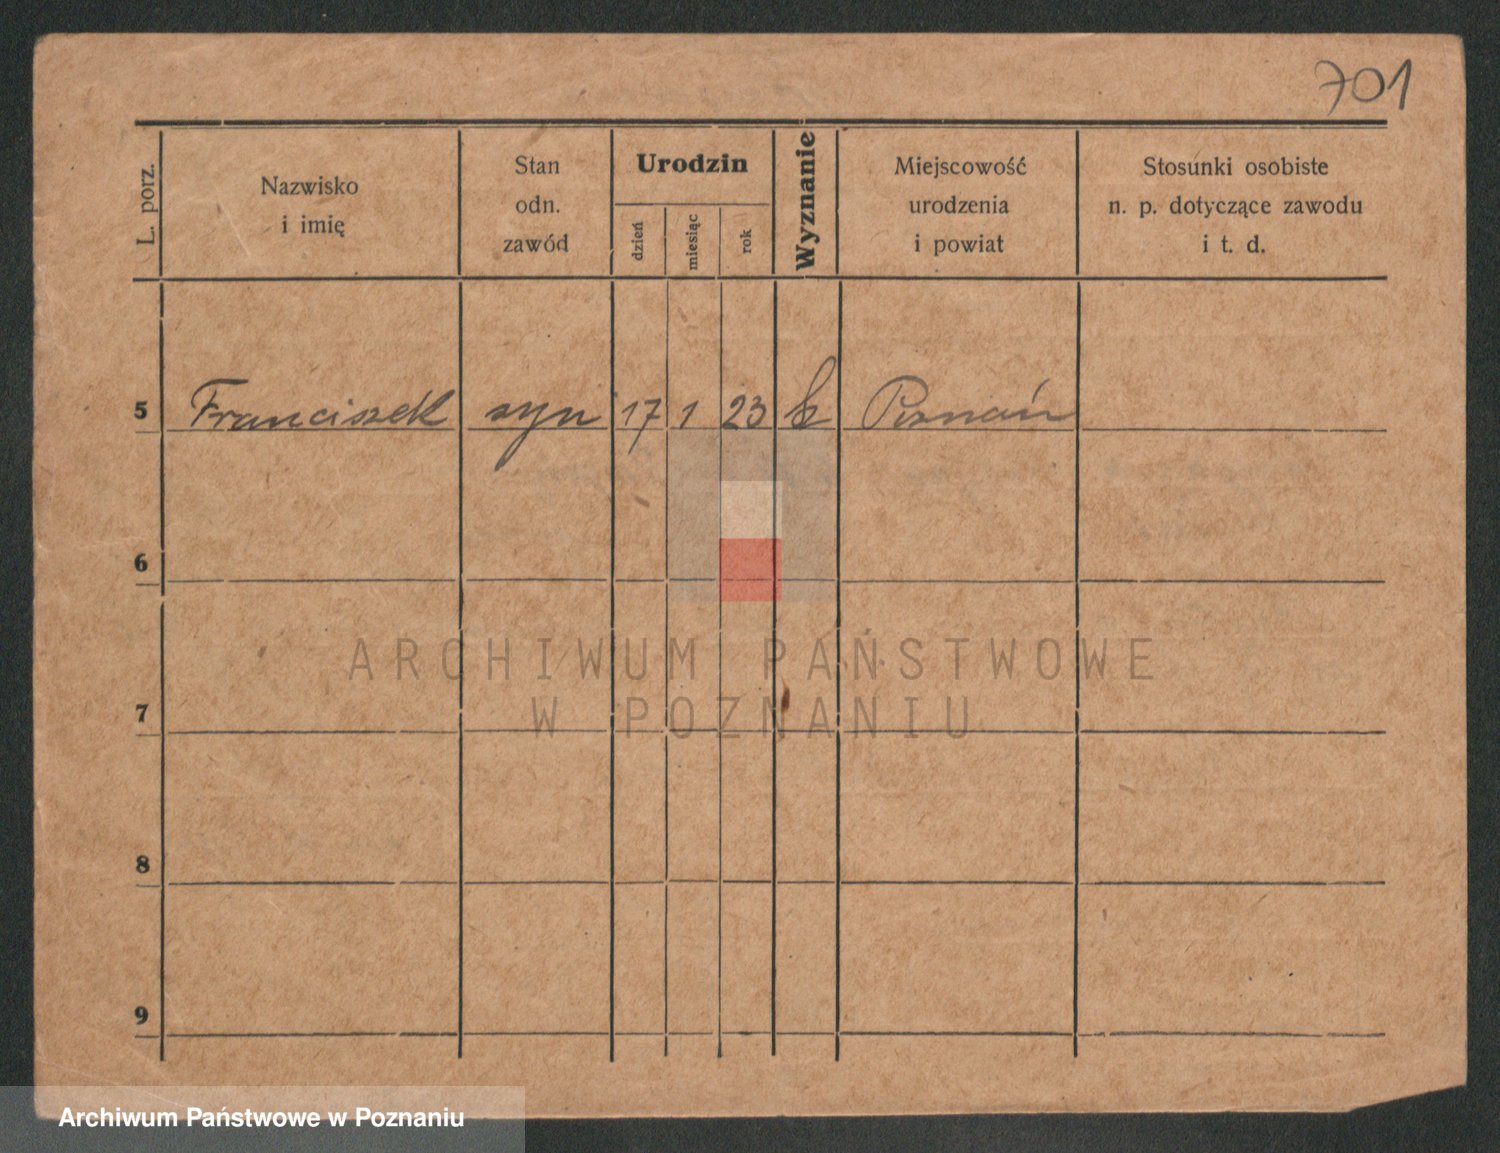 701
L. porz.
Nazwisko
i imię
Stan
odn.
zawód
Urodzin
dzień
miesiąc
rok
Wyznanie
Miejscowość
urodzenia
i powiat
Stosunki osobiste
n. p. dotyczące zawodu
i t. d.
5 Franciszek syn 17 1 23 k Poznań
6
7
8
9
ARCHIWUM PAŃSTWOWE
W POZNANIU
Archiwum Państwowe w Poznaniu